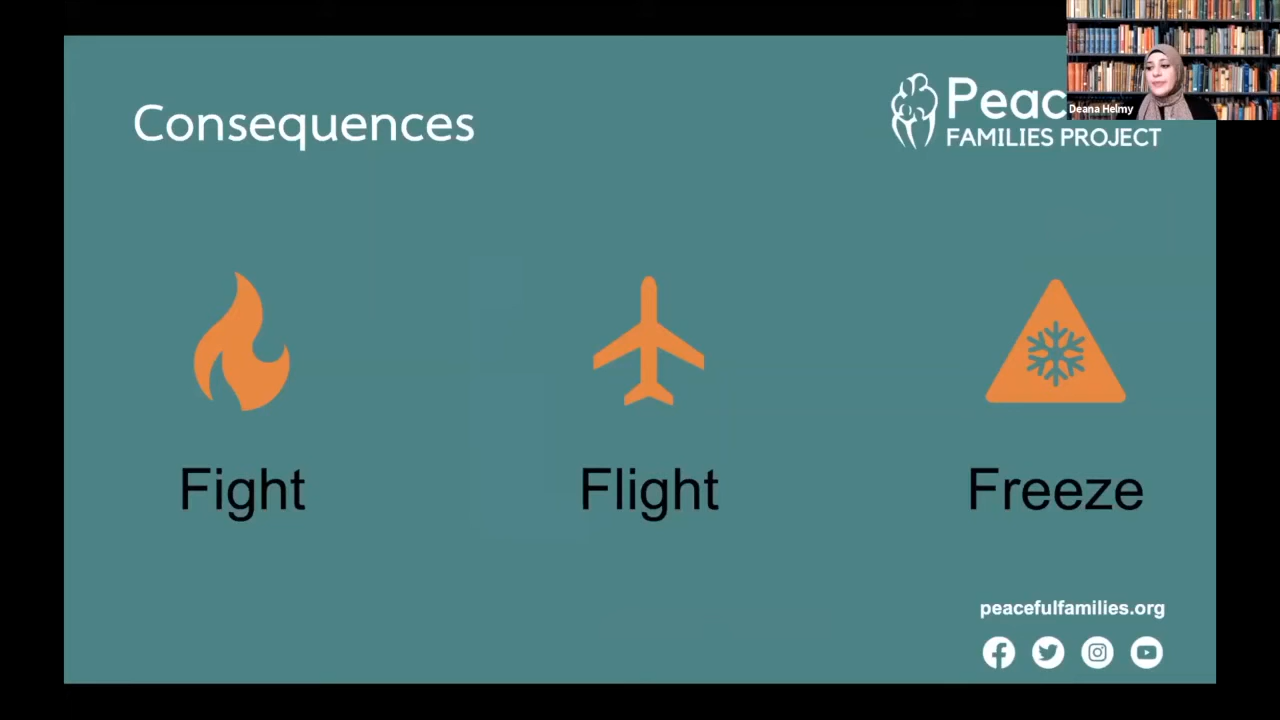 Consequences
Peac
FAMILIES PROJECT
Deana Helmy
Fight
Flight
Freeze
peacefulfamilies.org